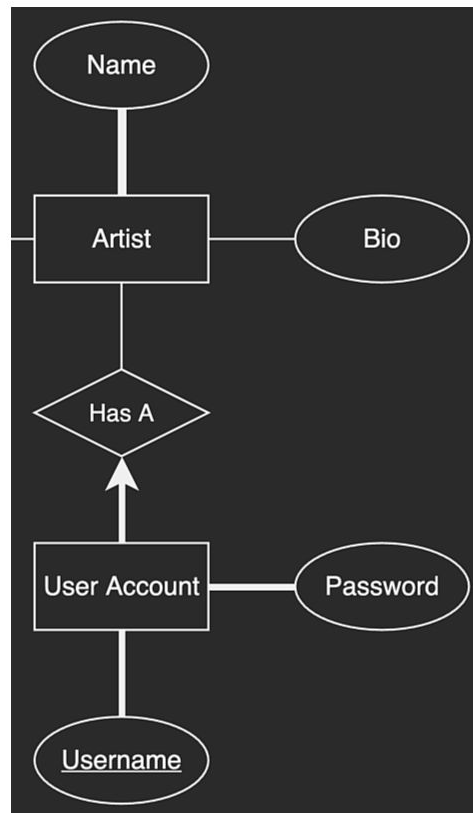 Name
Artist
Bio
Has A
User Account
Password
Username